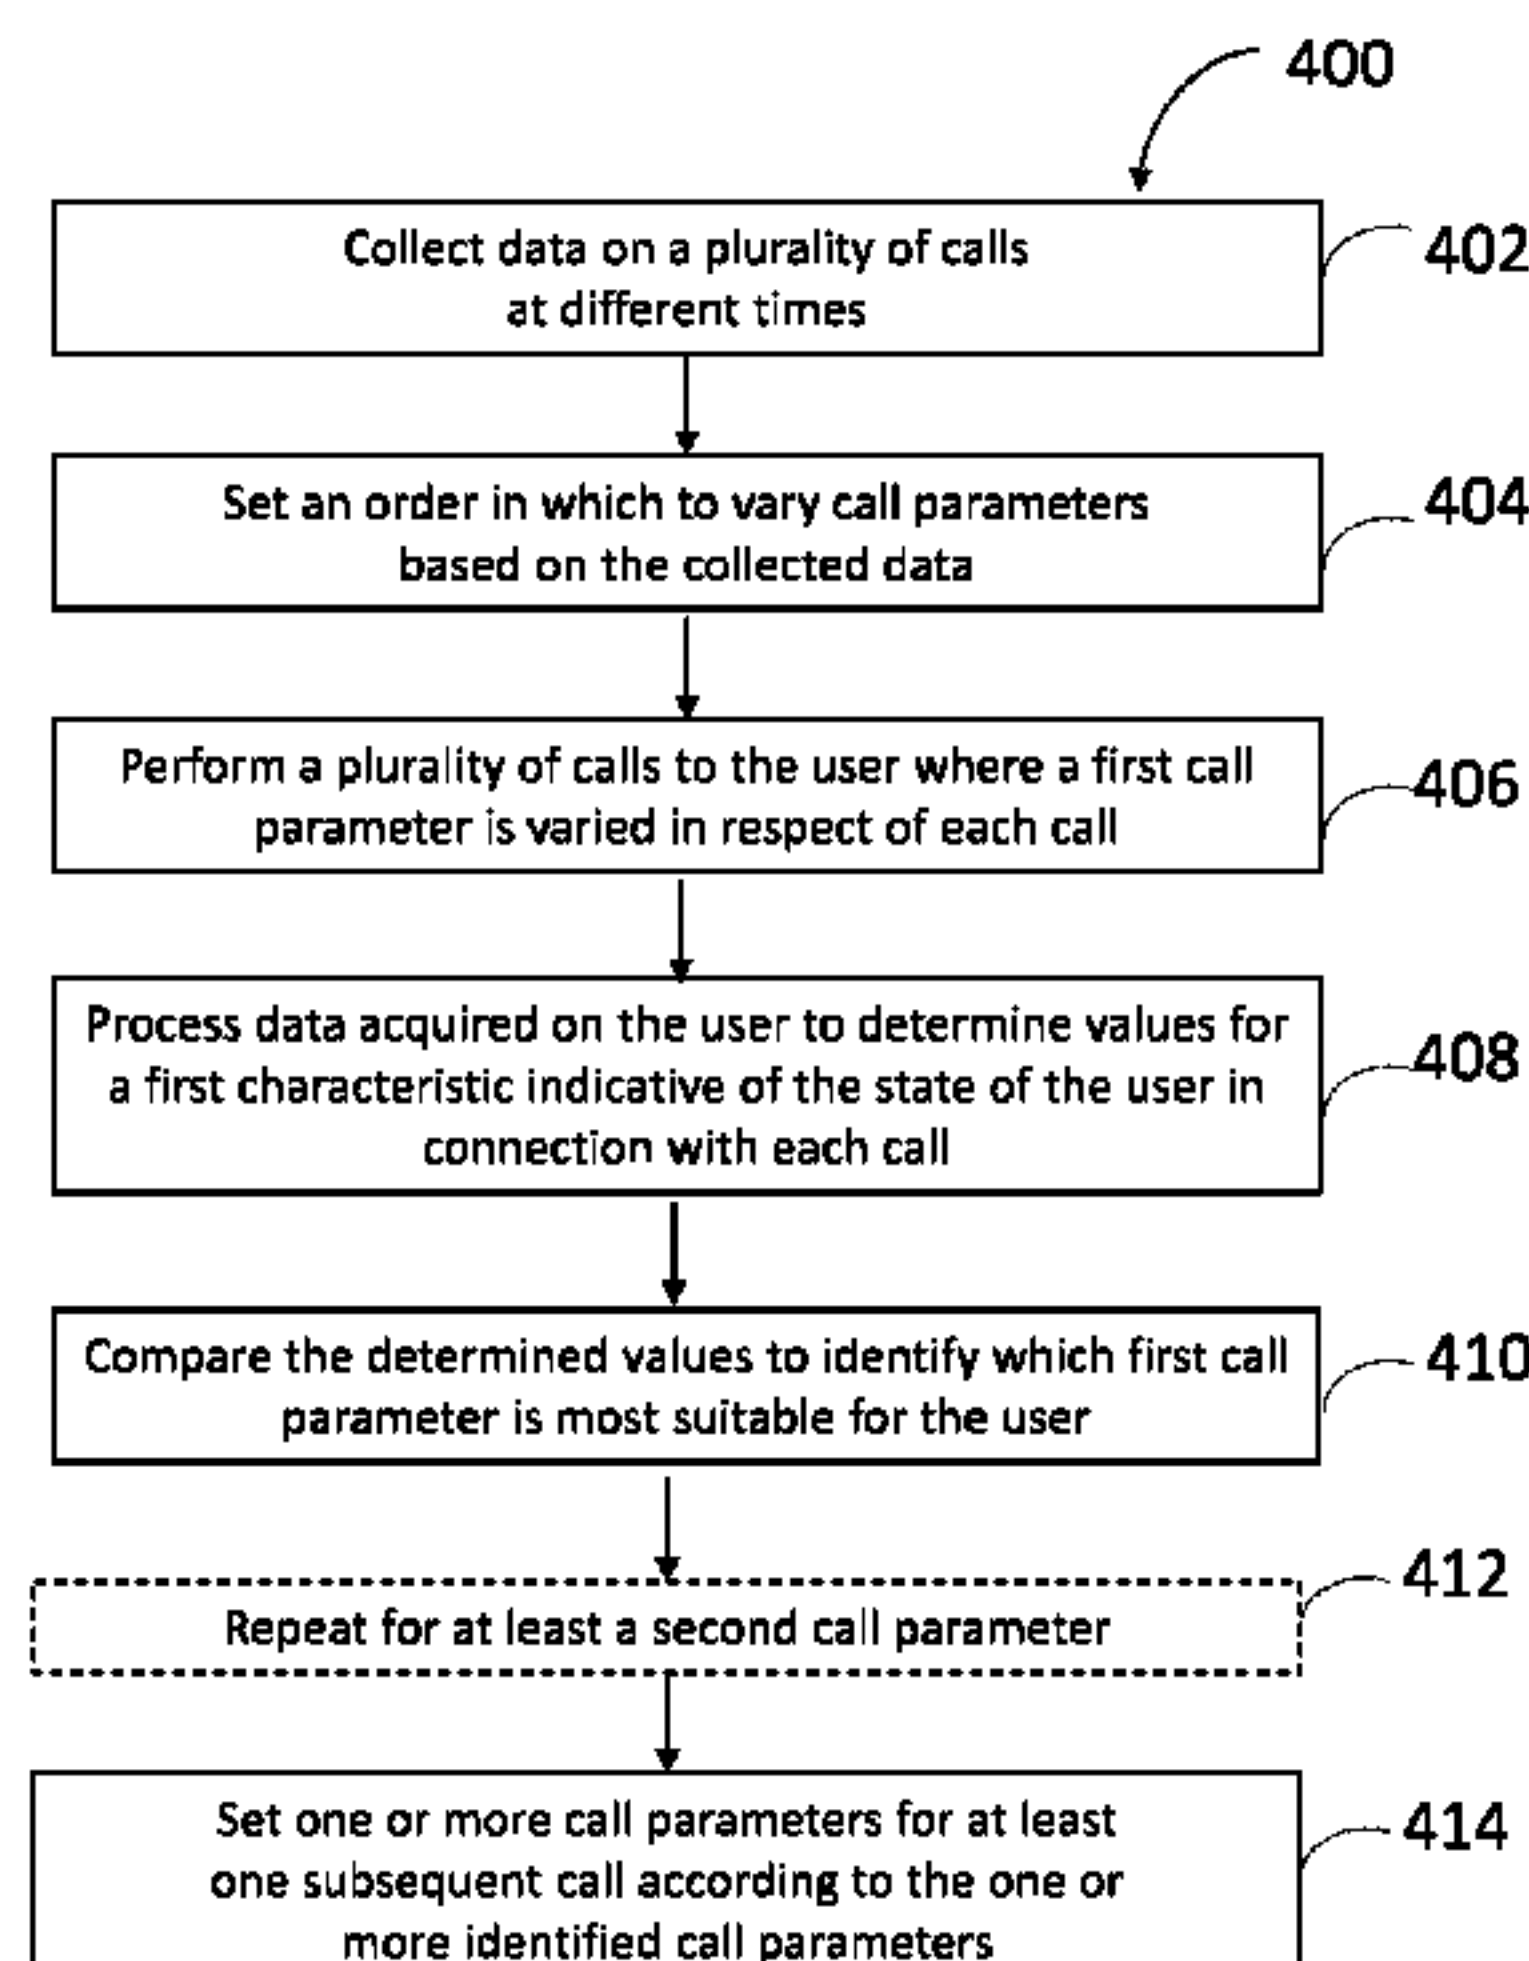 400
Collect data on a plurality of calls
at different times
402
Set an order in which to vary call parameters
based on the collected data
404
Perform a plurality of calls to the user where a first call
parameter is varied in respect of each call
406
Process data acquired on the user to determine values for
a first characteristic indicative of the state of the user in
connection with each call
408
Compare the determined values to identify which first call
parameter is most suitable for the user
410
Repeat for at least a second call parameter
412
Set one or more call parameters for at least
one subsequent call according to the one or
more identified call parameters
414